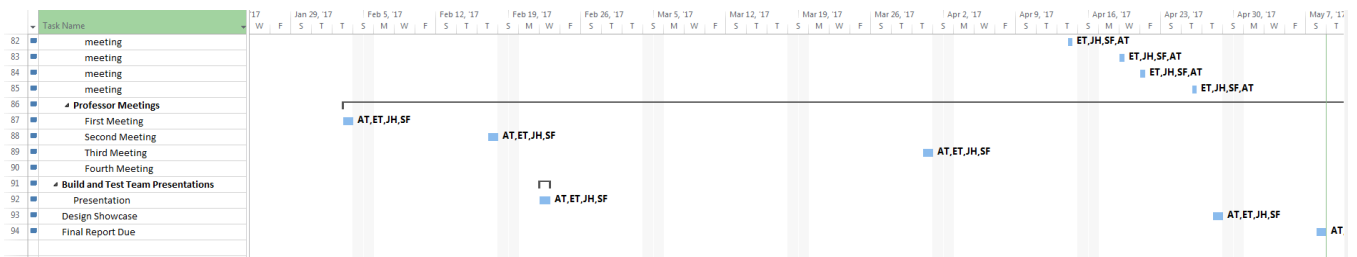 '17 Jan 29, '17 Feb 5, '17 Feb 12, '17 Feb 19, '17 Feb 26, '17 Mar 5, '17 Mar 12, '17 Mar 19, '17 Mar 26, '17 Apr 2, '17 Apr 9, '17 Apr 16, '17 Apr 23, '17 Apr 30, '17 May 7, '17
Task Name W F S T T S M W F S T T S M W F S T T S M W F S T T S M W F S T T S M W F S T T S M W F S T T S M W F S T
82 meeting ET,JH,SF,AT
83 meeting ET,JH,SF,AT
84 meeting ET,JH,SF,AT
85 meeting ET,JH,SF,AT
86 Professor Meetings
87 First Meeting AT,ET,JH,SF
88 Second Meeting AT,ET,JH,SF
89 Third Meeting AT,ET,JH,SF
90 Fourth Meeting
91 Build and Test Team Presentations
92 Presentation AT,ET,JH,SF
93 Design Showcase AT,ET,JH,SF
94 Final Report Due AT